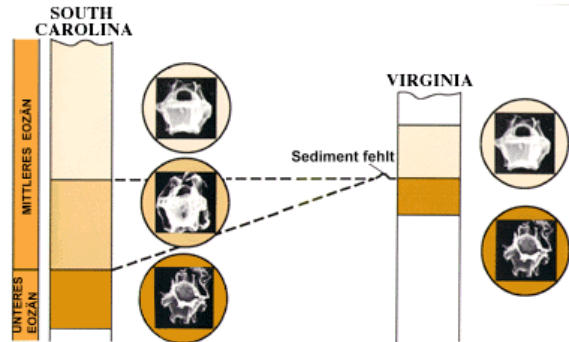 SOUTH
CAROLINA
VIRGINIA
Sediment fehlt
MITTLERES EOZÄN
UNTERES
EOZÄN